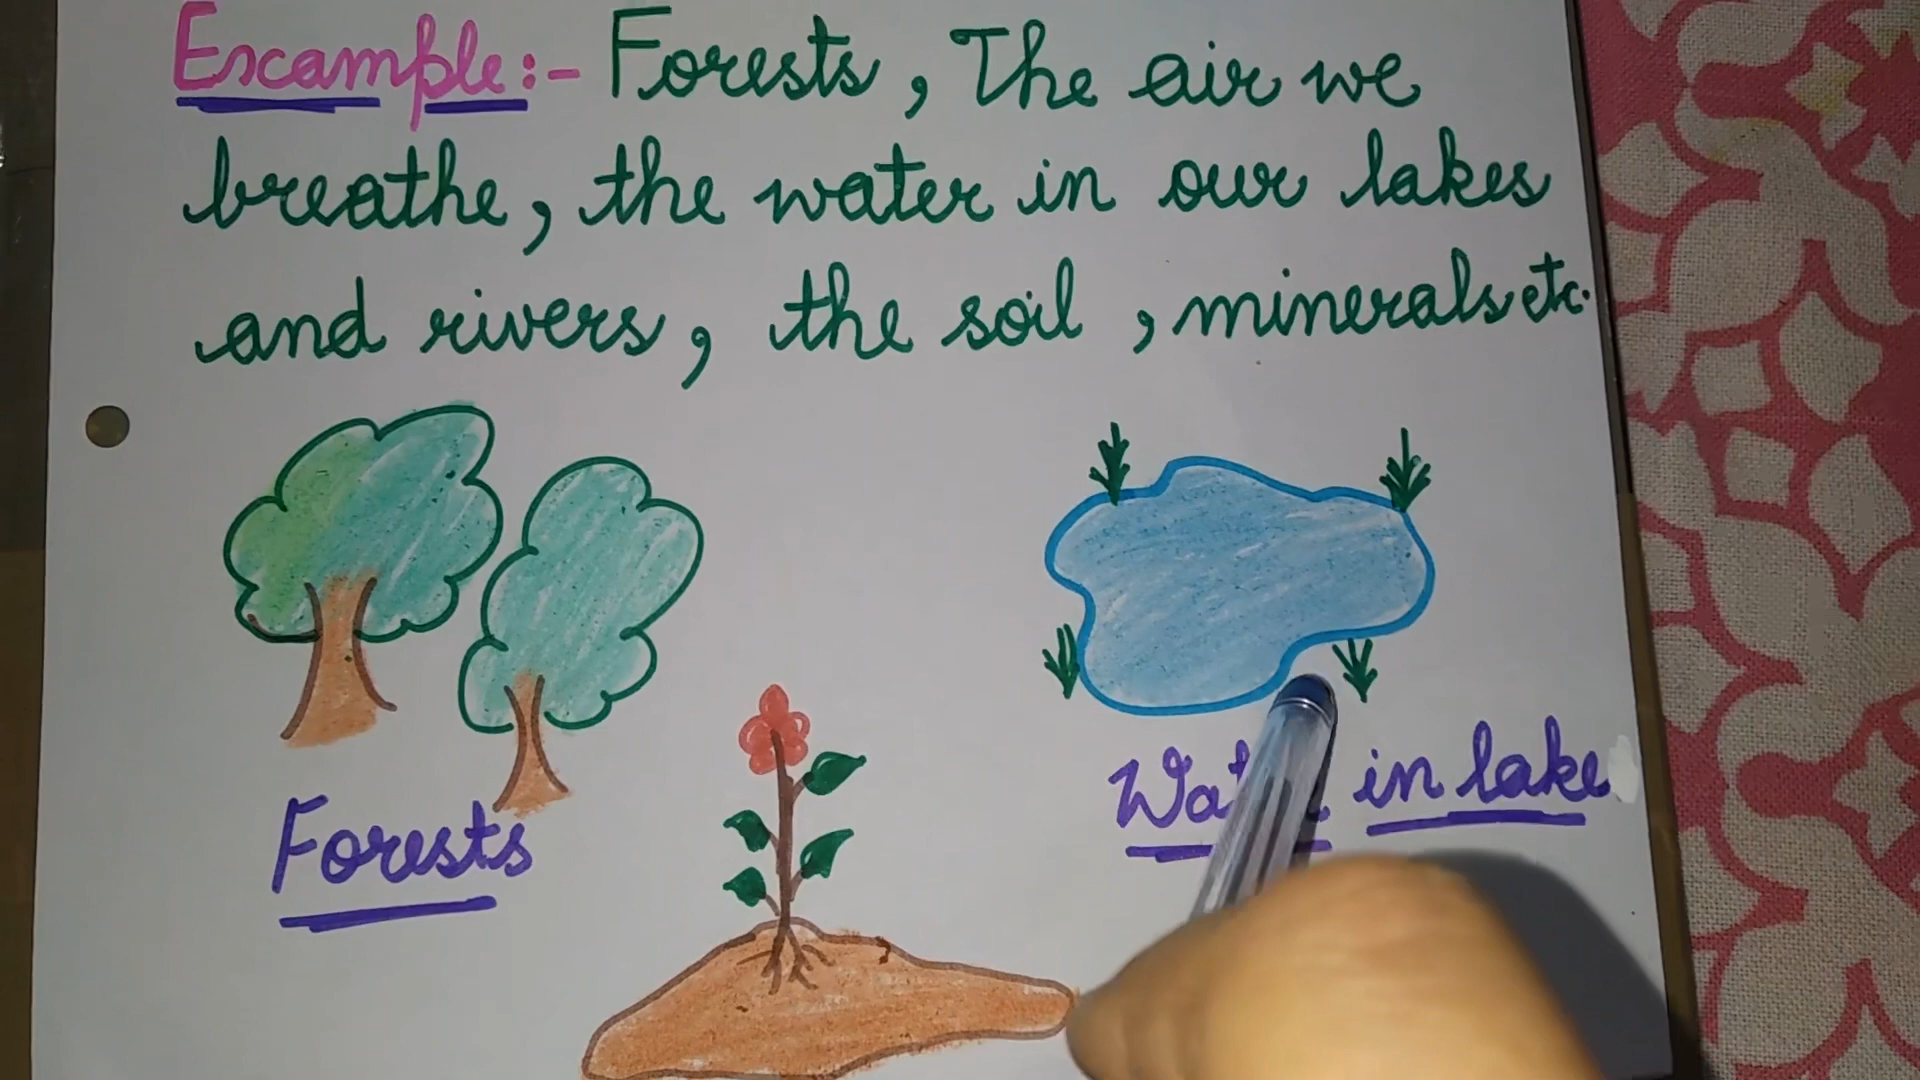 Example:- Forests, The air we
breathe, the water in our lakes
and rivers, the soil, minerals etc.
Forests
in lake